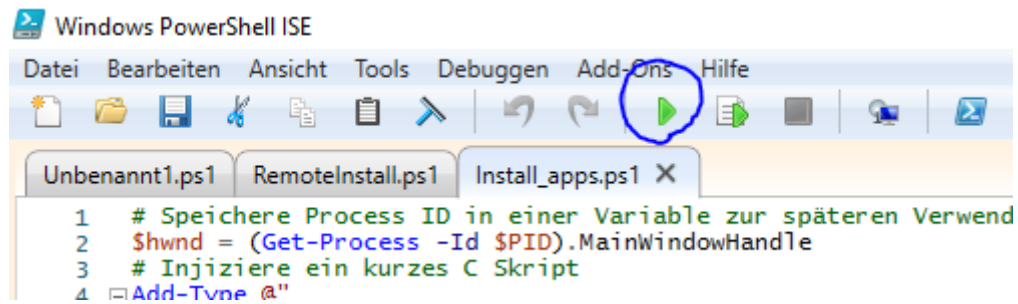 Windows PowerShell ISE
Datei Bearbeiten Ansicht Tools Debuggen Add-Ons Hilfe
Unbenannt1.ps1 RemoteInstall.ps1 Install_apps.ps1
1 # Speichere Process ID in einer Variable zur späteren Verwend
2 $hwnd = (Get-Process -Id $PID).MainWindowHandle
3 # Injiziere ein kurzes C Skript
4 Add-Type @"